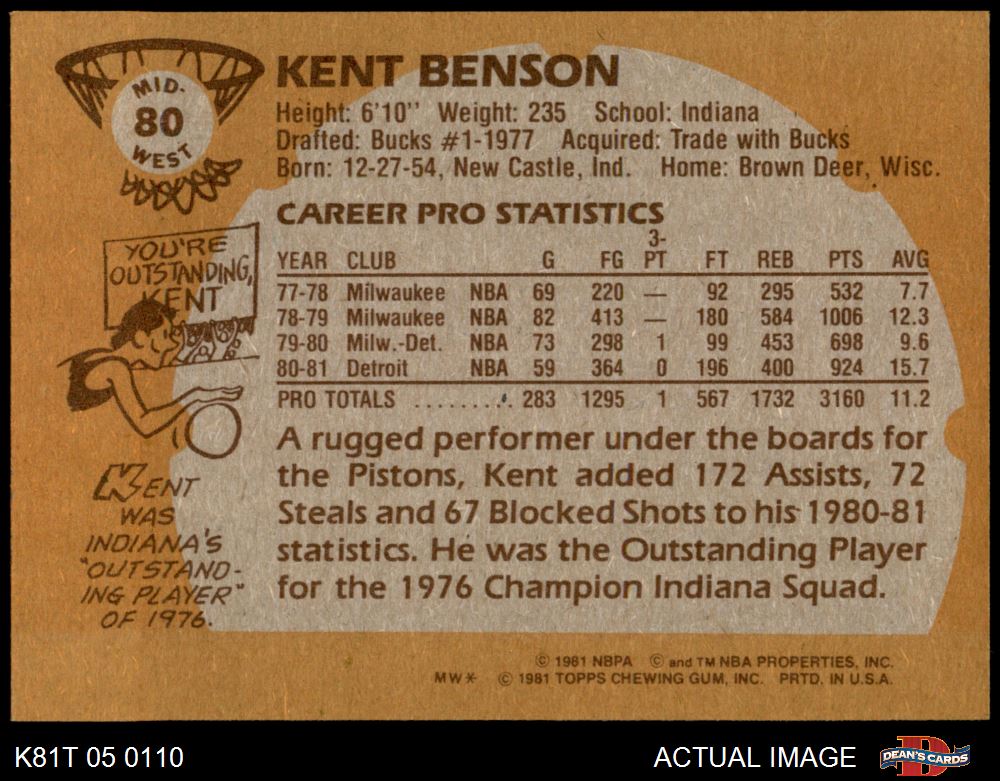 MID-
80
WEST
KENT BENSON
Height: 6'10'' Weight: 235 School: Indiana
Drafted: Bucks #1-1977 Acquired: Trade with Bucks
Born: 12-27-54, New Castle, Ind. Home: Brown Deer, Wisc.
CAREER PRO STATISTICS
YEAR CLUB G FG 3-PT FT REB PTS AVG
77-78 Milwaukee NBA 69 220 — 92 295 532 7.7
78-79 Milwaukee NBA 82 413 — 180 584 1006 12.3
79-80 Milw.-Det. NBA 73 298 1 99 453 698 9.6
80-81 Detroit NBA 59 364 0 196 400 924 15.7
PRO TOTALS ......... 283 1295 1 567 1732 3160 11.2
A rugged performer under the boards for
the Pistons, Kent added 172 Assists, 72
Steals and 67 Blocked Shots to his 1980-81
statistics. He was the Outstanding Player
for the 1976 Champion Indiana Squad.
YOU'RE
OUTSTANDING,
KENT
KENT
WAS
INDIANA'S
"OUTSTAND-
ING PLAYER"
OF 1976.
© 1981 NBPA © and TM NBA PROPERTIES, INC.
MW* © 1981 TOPPS CHEWING GUM, INC. PRTD. IN U.S.A.
K81T 05 0110
ACTUAL IMAGE
DEAN'S CARDS